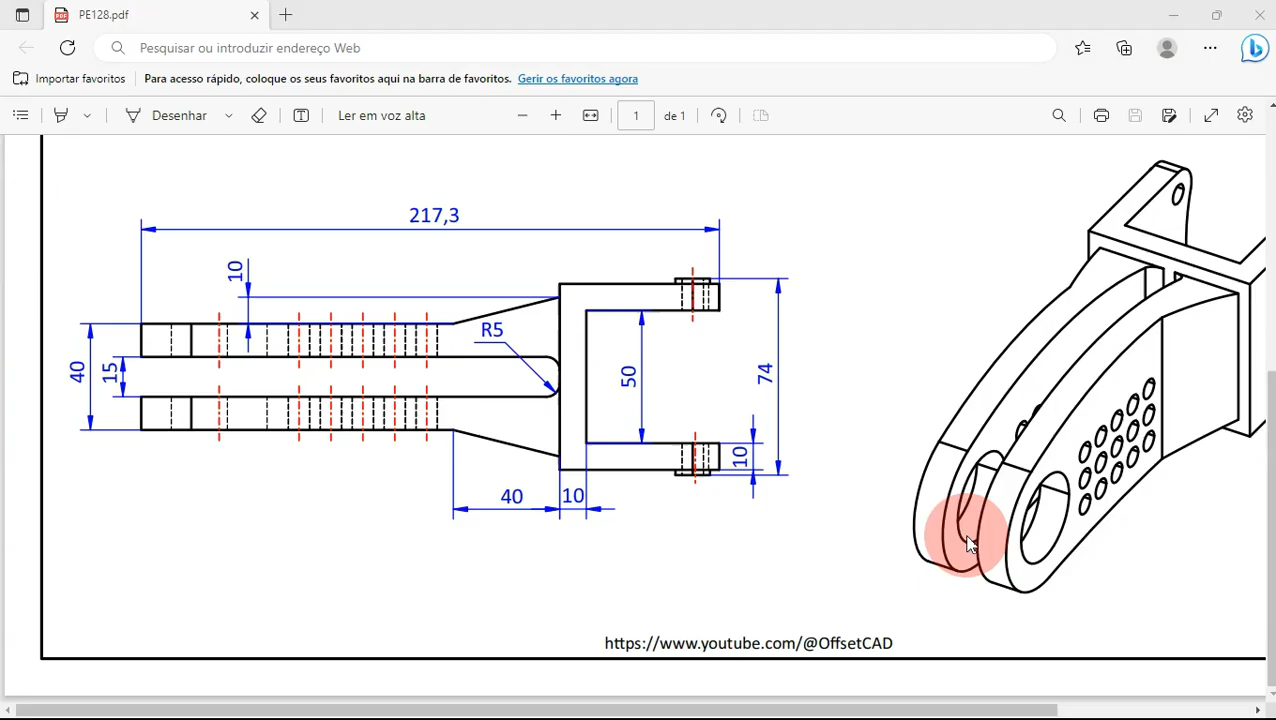 PE128.pdf
Pesquisar ou introduzir endereço Web
Importar favoritos
Para acesso rápido, coloque os seus favoritos aqui na barra de favoritos. Gerir os favoritos agora
Desenhar
Ler em voz alta
1 de 1
217,3
10
R5
40
15
50
74
10
40
10
https://www.youtube.com/@OffsetCAD